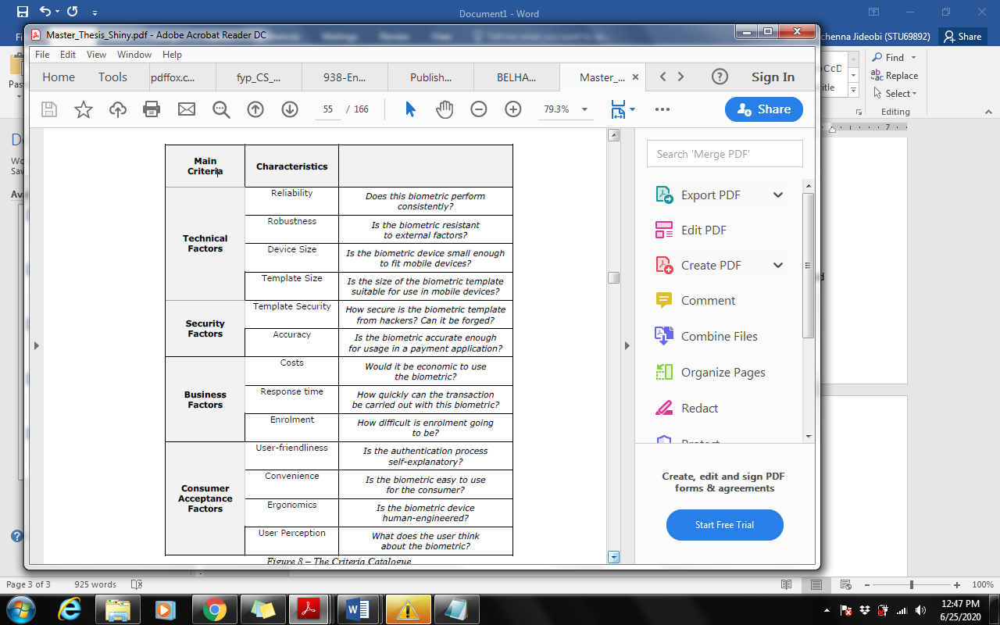 Document1 - Word
Master_Thesis_Shiny.pdf - Adobe Acrobat Reader DC
chenna Jideobi (STU69892)
Share
File Edit View Window Help
Home
Tools
pdffox.c...
fyp_CS_...
938-En...
Publish...
BELHA...
Master_...
Sign In
55 / 166
79.3%
Share
Find
Replace
Select
Editing
Main
Criteria
Characteristics
Technical
Factors
Reliability
Does this biometric perform
consistently?
Robustness
Is the biometric resistant
to external factors?
Device Size
Is the biometric device small enough
to fit mobile devices?
Template Size
Is the size of the biometric template
suitable for use in mobile devices?
Security
Factors
Template Security
How secure is the biometric template
from hackers? Can it be forged?
Accuracy
Is the biometric accurate enough
for usage in a payment application?
Business
Factors
Costs
Would it be economic to use
the biometric?
Response time
How quickly can the transaction
be carried out with this biometric?
Enrolment
How difficult is enrolment going
to be?
Consumer
Acceptance
Factors
User-friendliness
Is the authentication process
self-explanatory?
Convenience
Is the biometric easy to use
for the consumer?
Ergonomics
Is the biometric device
human-engineered?
User Perception
What does the user think
about the biometric?
Figure 8 – The Criteria Catalogue
Search 'Merge PDF'
Export PDF
Edit PDF
Create PDF
Comment
Combine Files
Organize Pages
Redact
Protect
Create, edit and sign PDF
forms & agreements
Start Free Trial
7
Page 3 of 3
925 words
100%
12:47 PM
6/25/2020